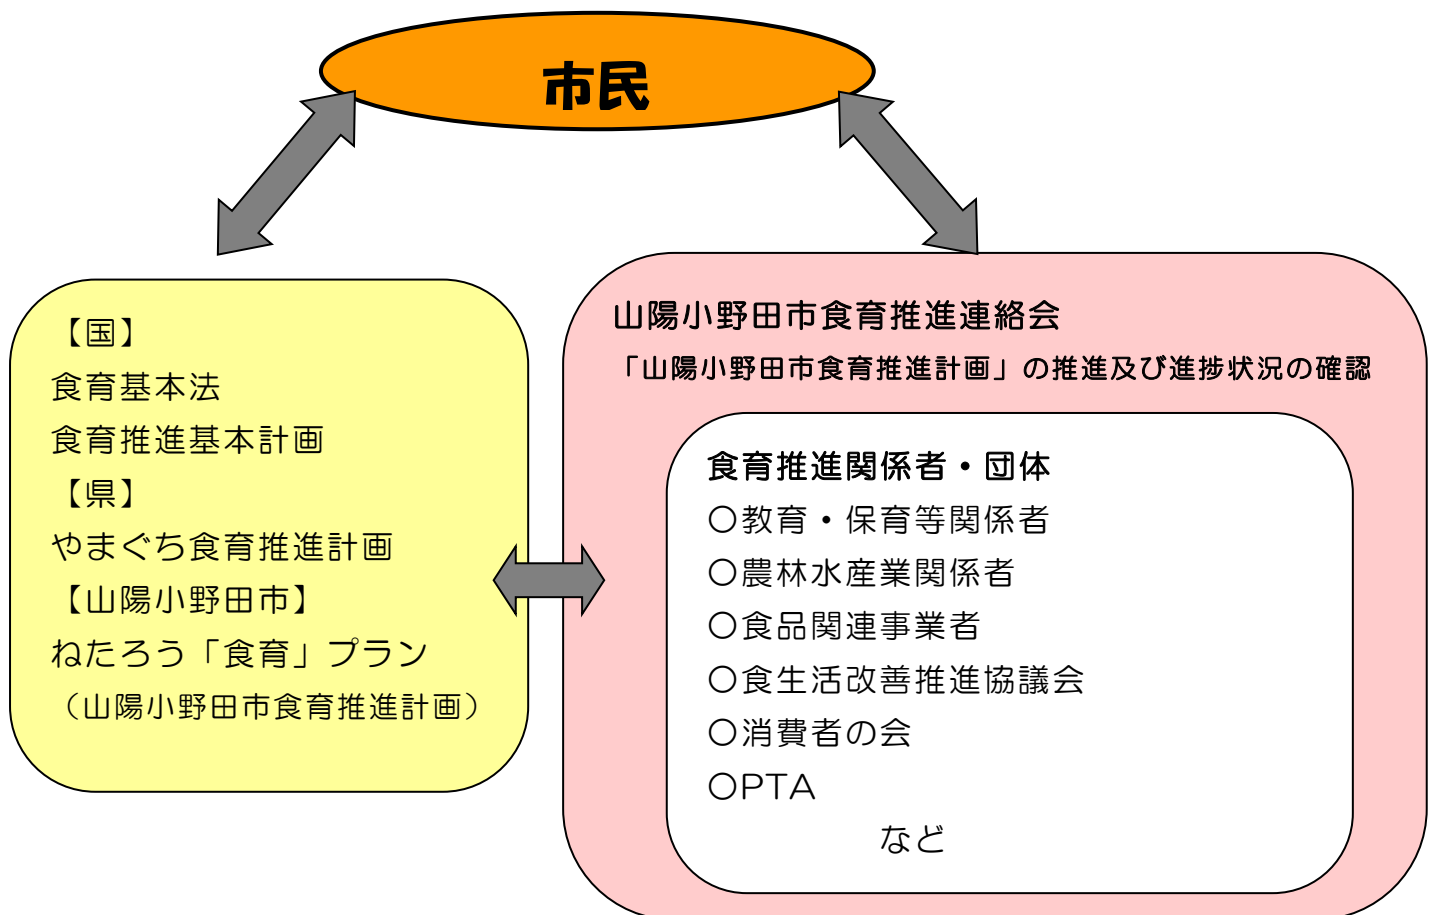 市民
【国】
食育基本法
食育推進基本計画
【県】
やまぐち食育推進計画
【山陽小野田市】
ねたろう「食育」プラン
（山陽小野田市食育推進計画）
山陽小野田市食育推進連絡会
「山陽小野田市食育推進計画」の推進及び進捗状況の確認
食育推進関係者・団体
○教育・保育等関係者
○農林水産業関係者
○食品関連事業者
○食生活改善推進協議会
○消費者の会
○PTA
など